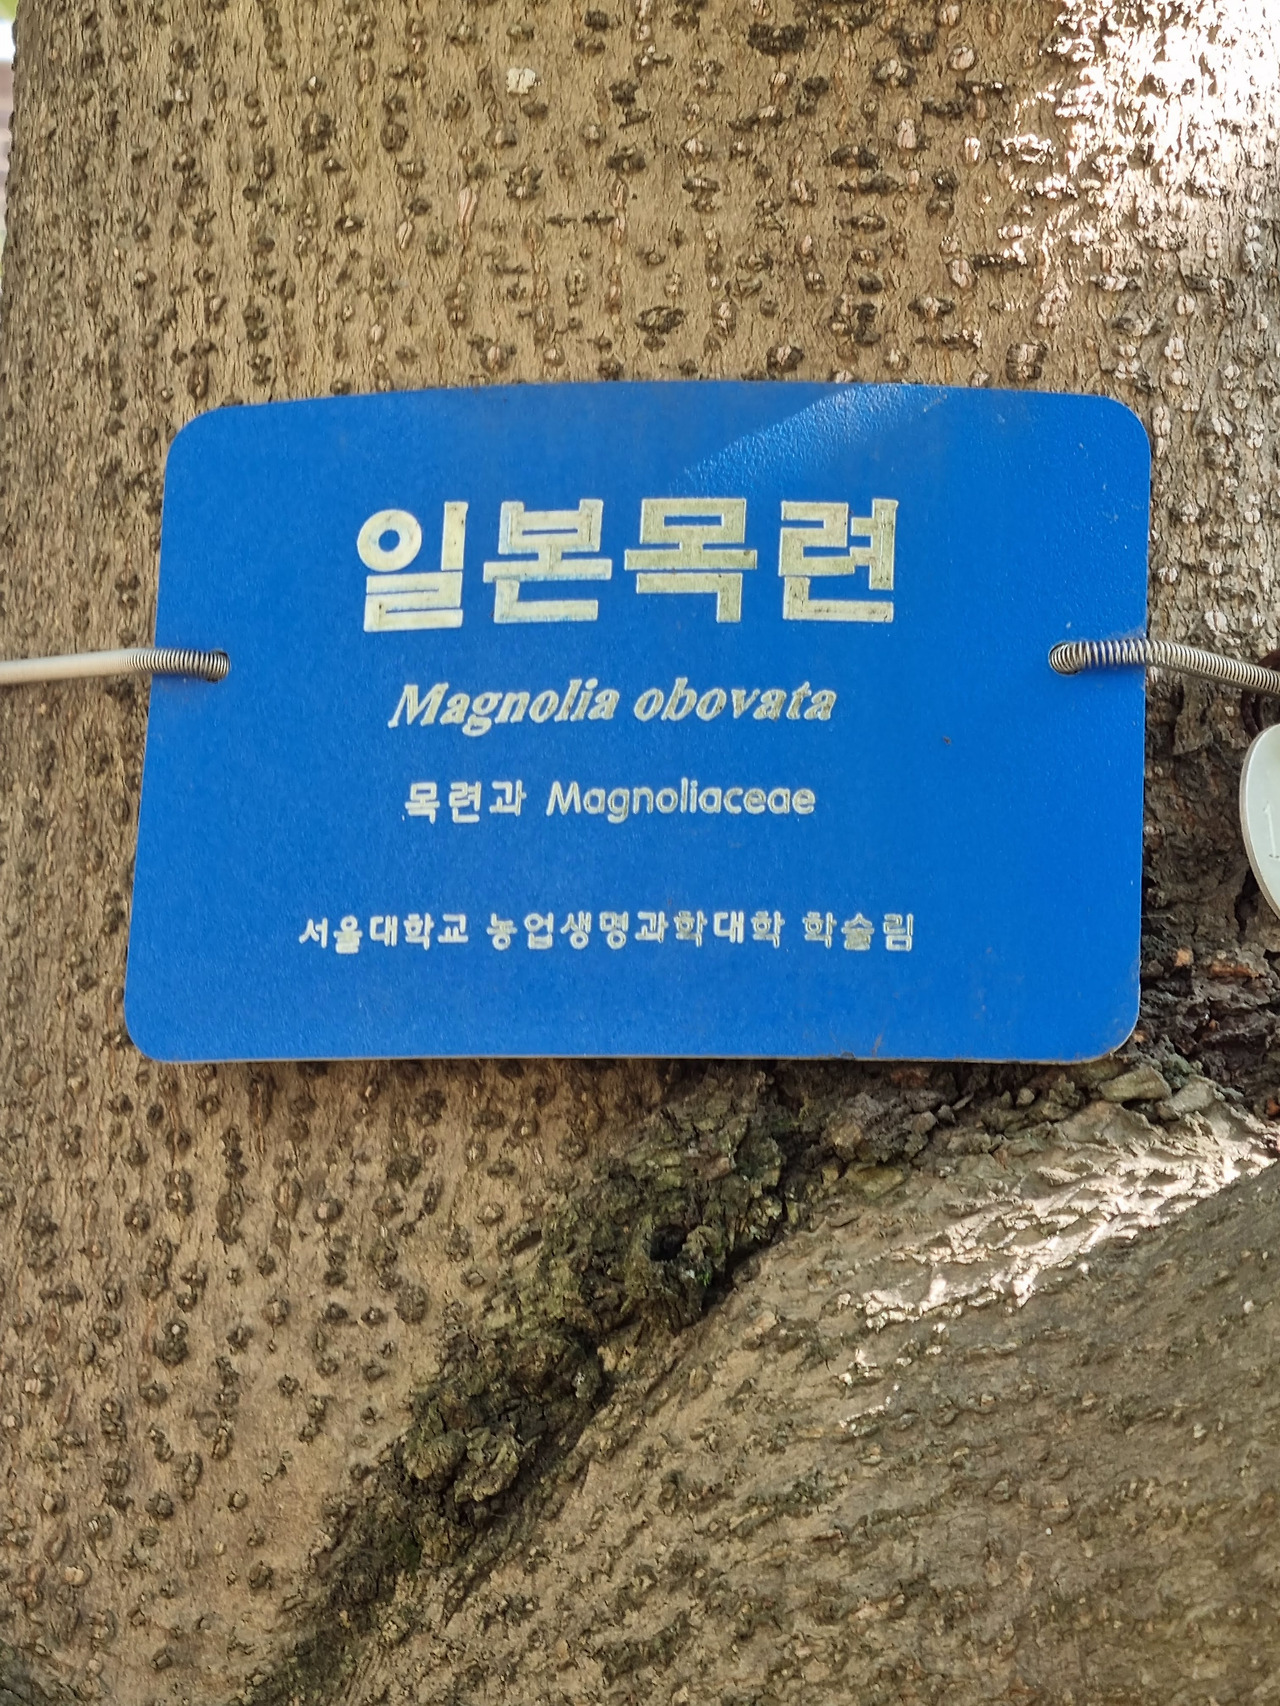 일본목련
Magnolia obovata
목련과 Magnoliaceae
서울대학교 농업생명과학대학 학술림